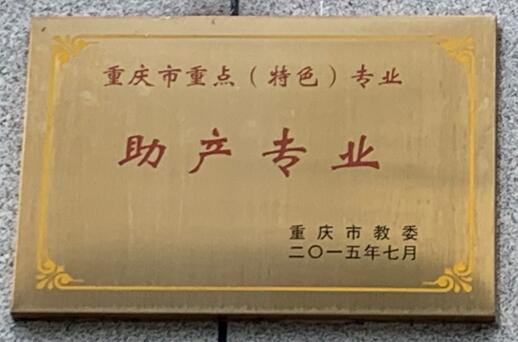 重庆市重点（特色）专业
助产专业
重庆市教委
二〇一五年七月